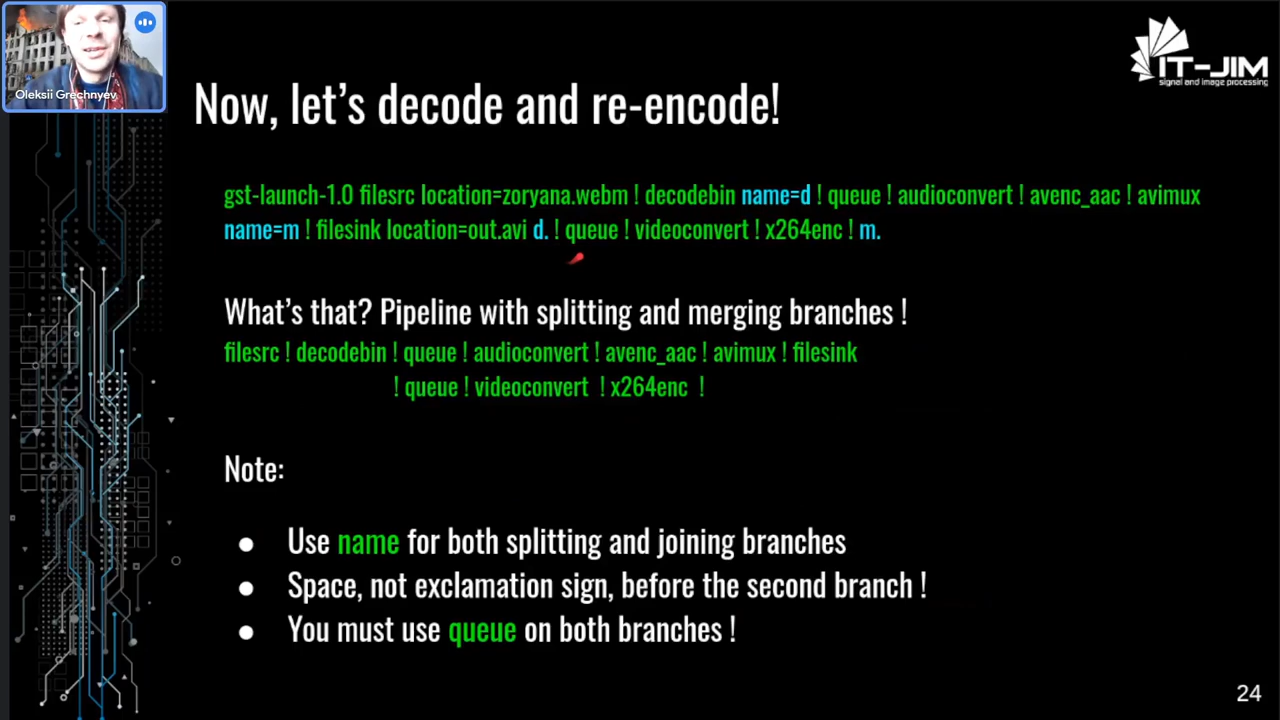 Oleksii Grechnyev
IT-JIM
signal and image processing
Now, let's decode and re-encode!
gst-launch-1.0 filesrc location=zoryana.webm ! decodebin name=d ! queue ! audioconvert ! avenc_aac ! avimux
name=m ! filesink location=out.avi d. ! queue ! videoconvert ! x264enc ! m.
What's that? Pipeline with splitting and merging branches !
filesrc ! decodebin ! queue ! audioconvert ! avenc_aac ! avimux ! filesink
! queue ! videoconvert ! x264enc !
Note:
● Use name for both splitting and joining branches
● Space, not exclamation sign, before the second branch !
● You must use queue on both branches !
24